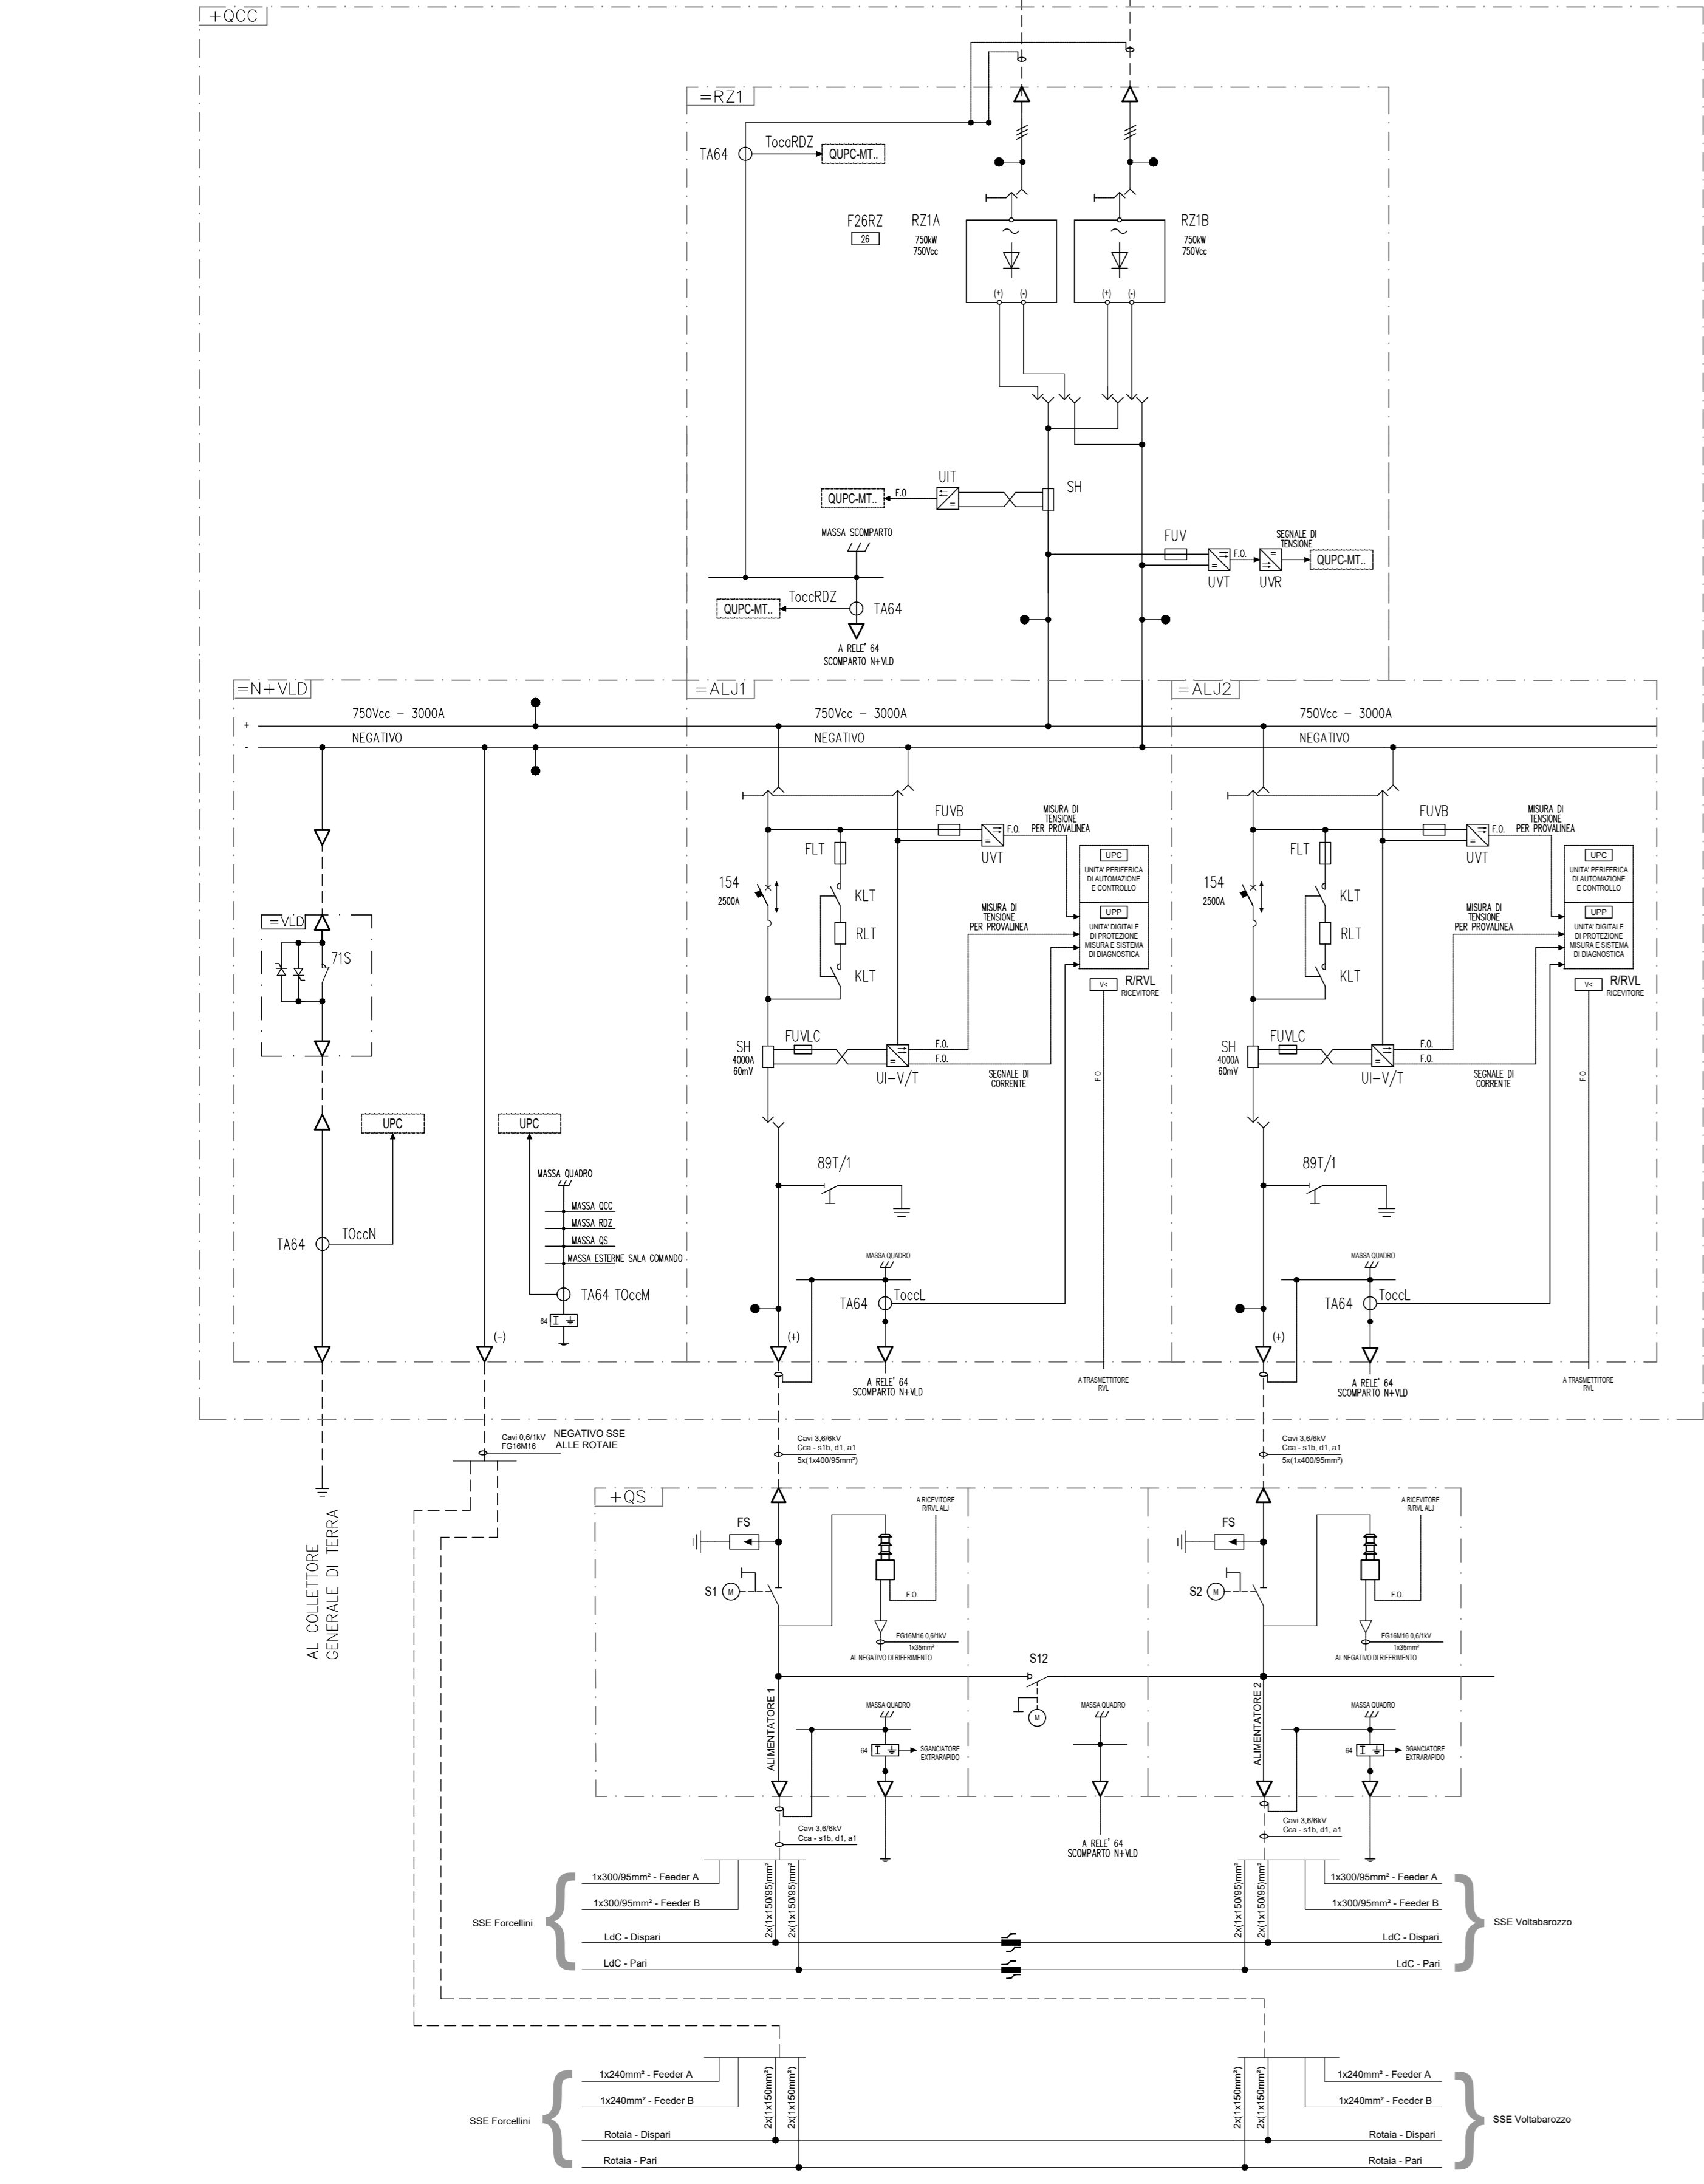 +QCC
=RZ1
TA64
TocaRDZ
QUPC-MT..
F26RZ
26
RZ1A
750kW
750Vcc
RZ1B
750kW
750Vcc
(+)
(-)
(+)
(-)
QUPC-MT..
F.O
UIT
SH
MASSA SCOMPARTO
FUV
UVT
F.O.
UVR
SEGNALE DI
TENSIONE
QUPC-MT..
QUPC-MT..
ToccRDZ
TA64
A RELE' 64
SCOMPARTO N+VLD
=N+VLD
+
750Vcc - 3000A
-
NEGATIVO
=VLD
71S
UPC
TA64
TOccN
UPC
MASSA QUADRO
MASSA QCC
MASSA RDZ
MASSA QS
MASSA ESTERNE SALA COMANDO
TA64 TOccM
64
(-)
=ALJ1
750Vcc - 3000A
NEGATIVO
FUVB
UVT
F.O.
MISURA DI
TENSIONE
PER PROVALINEA
FLT
154
2500A
KLT
RLT
KLT
MISURA DI
TENSIONE
PER PROVALINEA
UPC
UNITA' PERIFERICA
DI AUTOMAZIONE
E CONTROLLO
UPP
UNITA' DIGITALE
DI PROTEZIONE
MISURA E SISTEMA
DI DIAGNOSTICA
V<
R/RVL
RICEVITORE
SH
4000A
60mV
FUVLC
UI-V/T
F.O.
F.O.
SEGNALE DI
CORRENTE
F.O.
89T/1
MASSA QUADRO
TA64
ToccL
(+)
A RELE' 64
SCOMPARTO N+VLD
A TRASMETTITORE
RVL
=ALJ2
750Vcc - 3000A
NEGATIVO
FUVB
UVT
F.O.
MISURA DI
TENSIONE
PER PROVALINEA
FLT
154
2500A
KLT
RLT
KLT
MISURA DI
TENSIONE
PER PROVALINEA
UPC
UNITA' PERIFERICA
DI AUTOMAZIONE
E CONTROLLO
UPP
UNITA' DIGITALE
DI PROTEZIONE
MISURA E SISTEMA
DI DIAGNOSTICA
V<
R/RVL
RICEVITORE
SH
4000A
60mV
FUVLC
UI-V/T
F.O.
F.O.
SEGNALE DI
CORRENTE
F.O.
89T/1
MASSA QUADRO
TA64
ToccL
(+)
A RELE' 64
SCOMPARTO N+VLD
A TRASMETTITORE
RVL
AL COLLETTORE
GENERALE DI TERRA
Cavi 0,6/1kV
FG16M16
NEGATIVO SSE
ALLE ROTAIE
Cavi 3,6/6kV
Cca - s1b, d1, a1
5x(1x400/95mm²)
Cavi 3,6/6kV
Cca - s1b, d1, a1
5x(1x400/95mm²)
+QS
FS
S1
M
A RICEVITORE
R/RVL ALJ
F.O.
FG16M16 0,6/1kV
1x35mm²
AL NEGATIVO DI RIFERIMENTO
ALIMENTATORE 1
MASSA QUADRO
64
SGANCIATORE
EXTRARAPIDO
S12
M
MASSA QUADRO
A RELE' 64
SCOMPARTO N+VLD
FS
S2
M
A RICEVITORE
R/RVL ALJ
F.O.
FG16M16 0,6/1kV
1x35mm²
AL NEGATIVO DI RIFERIMENTO
ALIMENTATORE 2
MASSA QUADRO
64
SGANCIATORE
EXTRARAPIDO
Cavi 3,6/6kV
Cca - s1b, d1, a1
Cavi 3,6/6kV
Cca - s1b, d1, a1
SSE Forcellini
1x300/95mm² - Feeder A
1x300/95mm² - Feeder B
LdC - Dispari
LdC - Pari
2x(1x150/95)mm²
2x(1x150/95)mm²
2x(1x150/95)mm²
2x(1x150/95)mm²
1x300/95mm² - Feeder A
1x300/95mm² - Feeder B
LdC - Dispari
LdC - Pari
SSE Voltabarozzo
SSE Forcellini
1x240mm² - Feeder A
1x240mm² - Feeder B
Rotaia - Dispari
Rotaia - Pari
2x(1x150mm²)
2x(1x150mm²)
2x(1x150mm²)
2x(1x150mm²)
1x240mm² - Feeder A
1x240mm² - Feeder B
Rotaia - Dispari
Rotaia - Pari
SSE Voltabarozzo